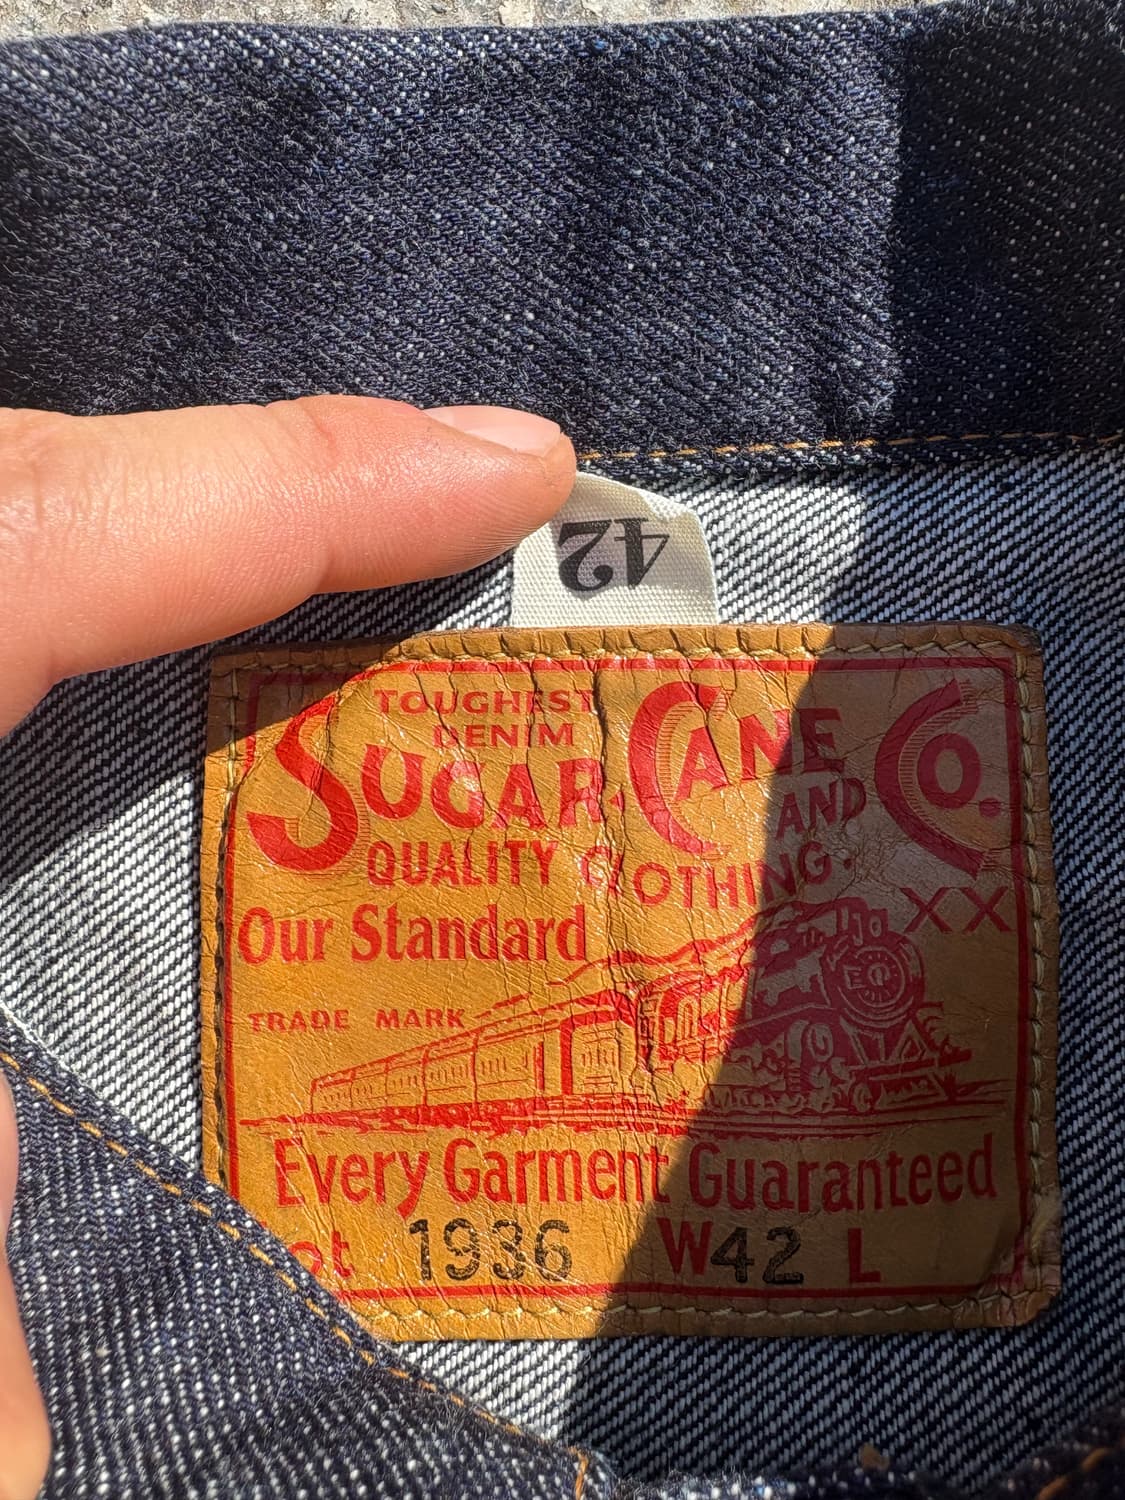 42
TOUGHEST
DENIM
SUGAR CANE CO.
AND
QUALITY CLOTHING.
XX
Our Standard
TRADE MARK
Every Garment Guaranteed
Lot 1936 W42 L